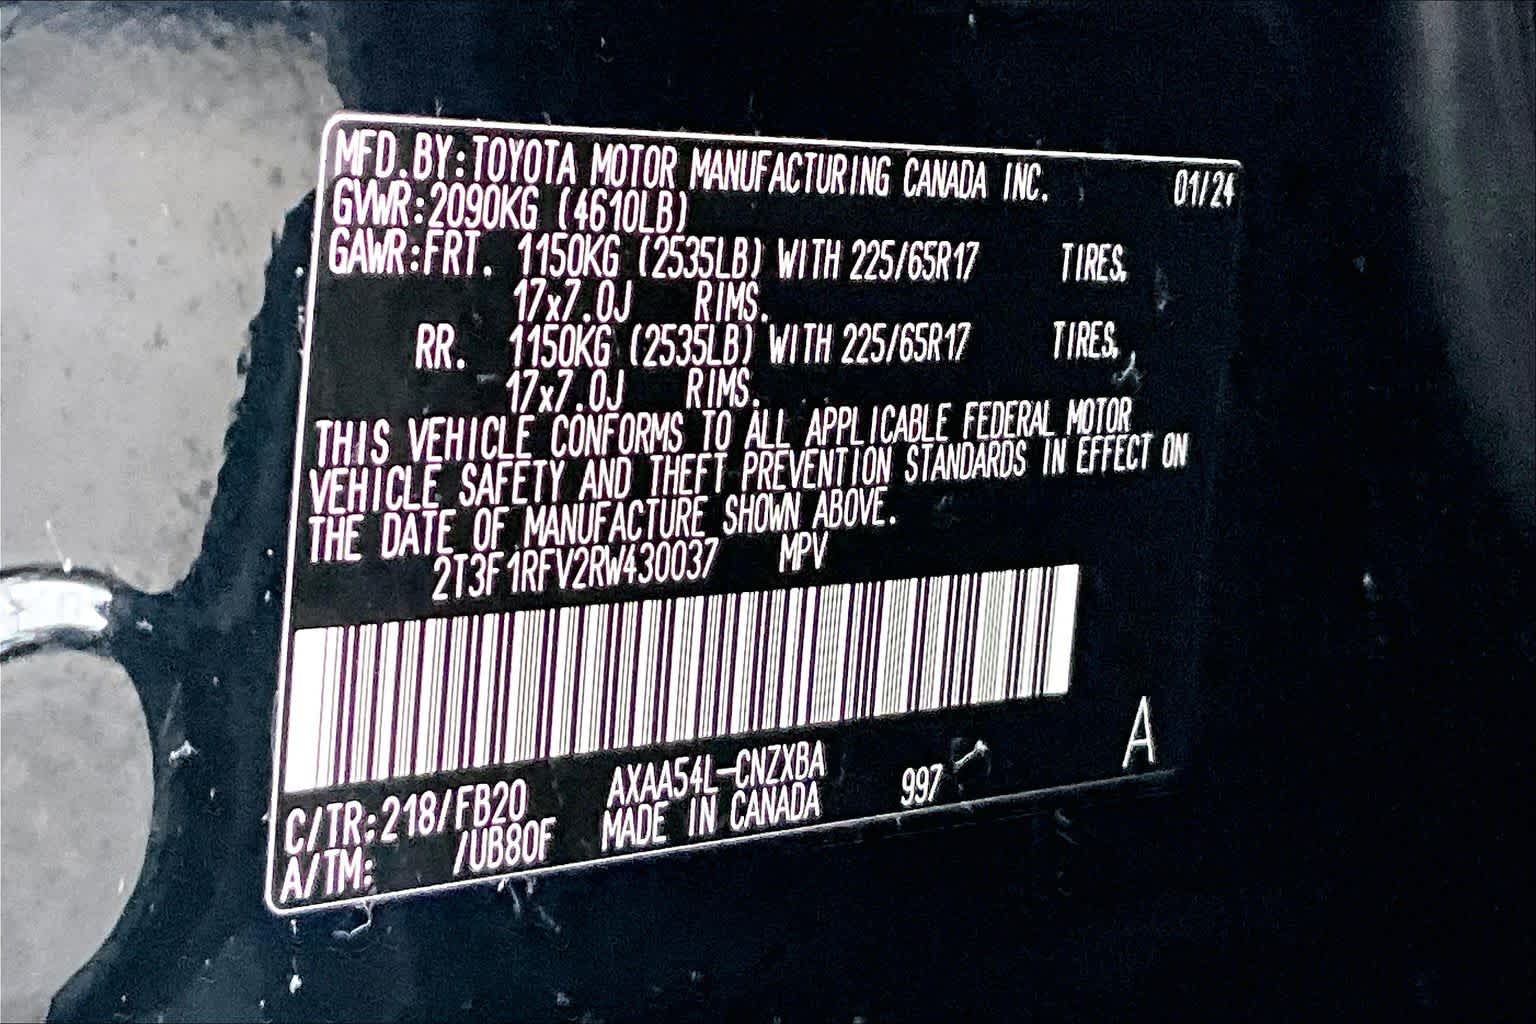 MFD.BY:TOYOTA MOTOR MANUFACTURING CANADA INC. 01/24
GVWR:2090KG (4610LB)
GAWR:FRT. 1150KG (2535LB) WITH 225/65R17 TIRES,
17x7.0J RIMS.
RR. 1150KG (2535LB) WITH 225/65R17 TIRES,
17x7.0J RIMS.
THIS VEHICLE CONFORMS TO ALL APPLICABLE FEDERAL MOTOR
VEHICLE SAFETY AND THEFT PREVENTION STANDARDS IN EFFECT ON
THE DATE OF MANUFACTURE SHOWN ABOVE.
2T3F1RFV2RW430037 MPV
C/TR:218/FB20 AXAA54L-CNZXBA 997 A
A/TM: /UB80F MADE IN CANADA